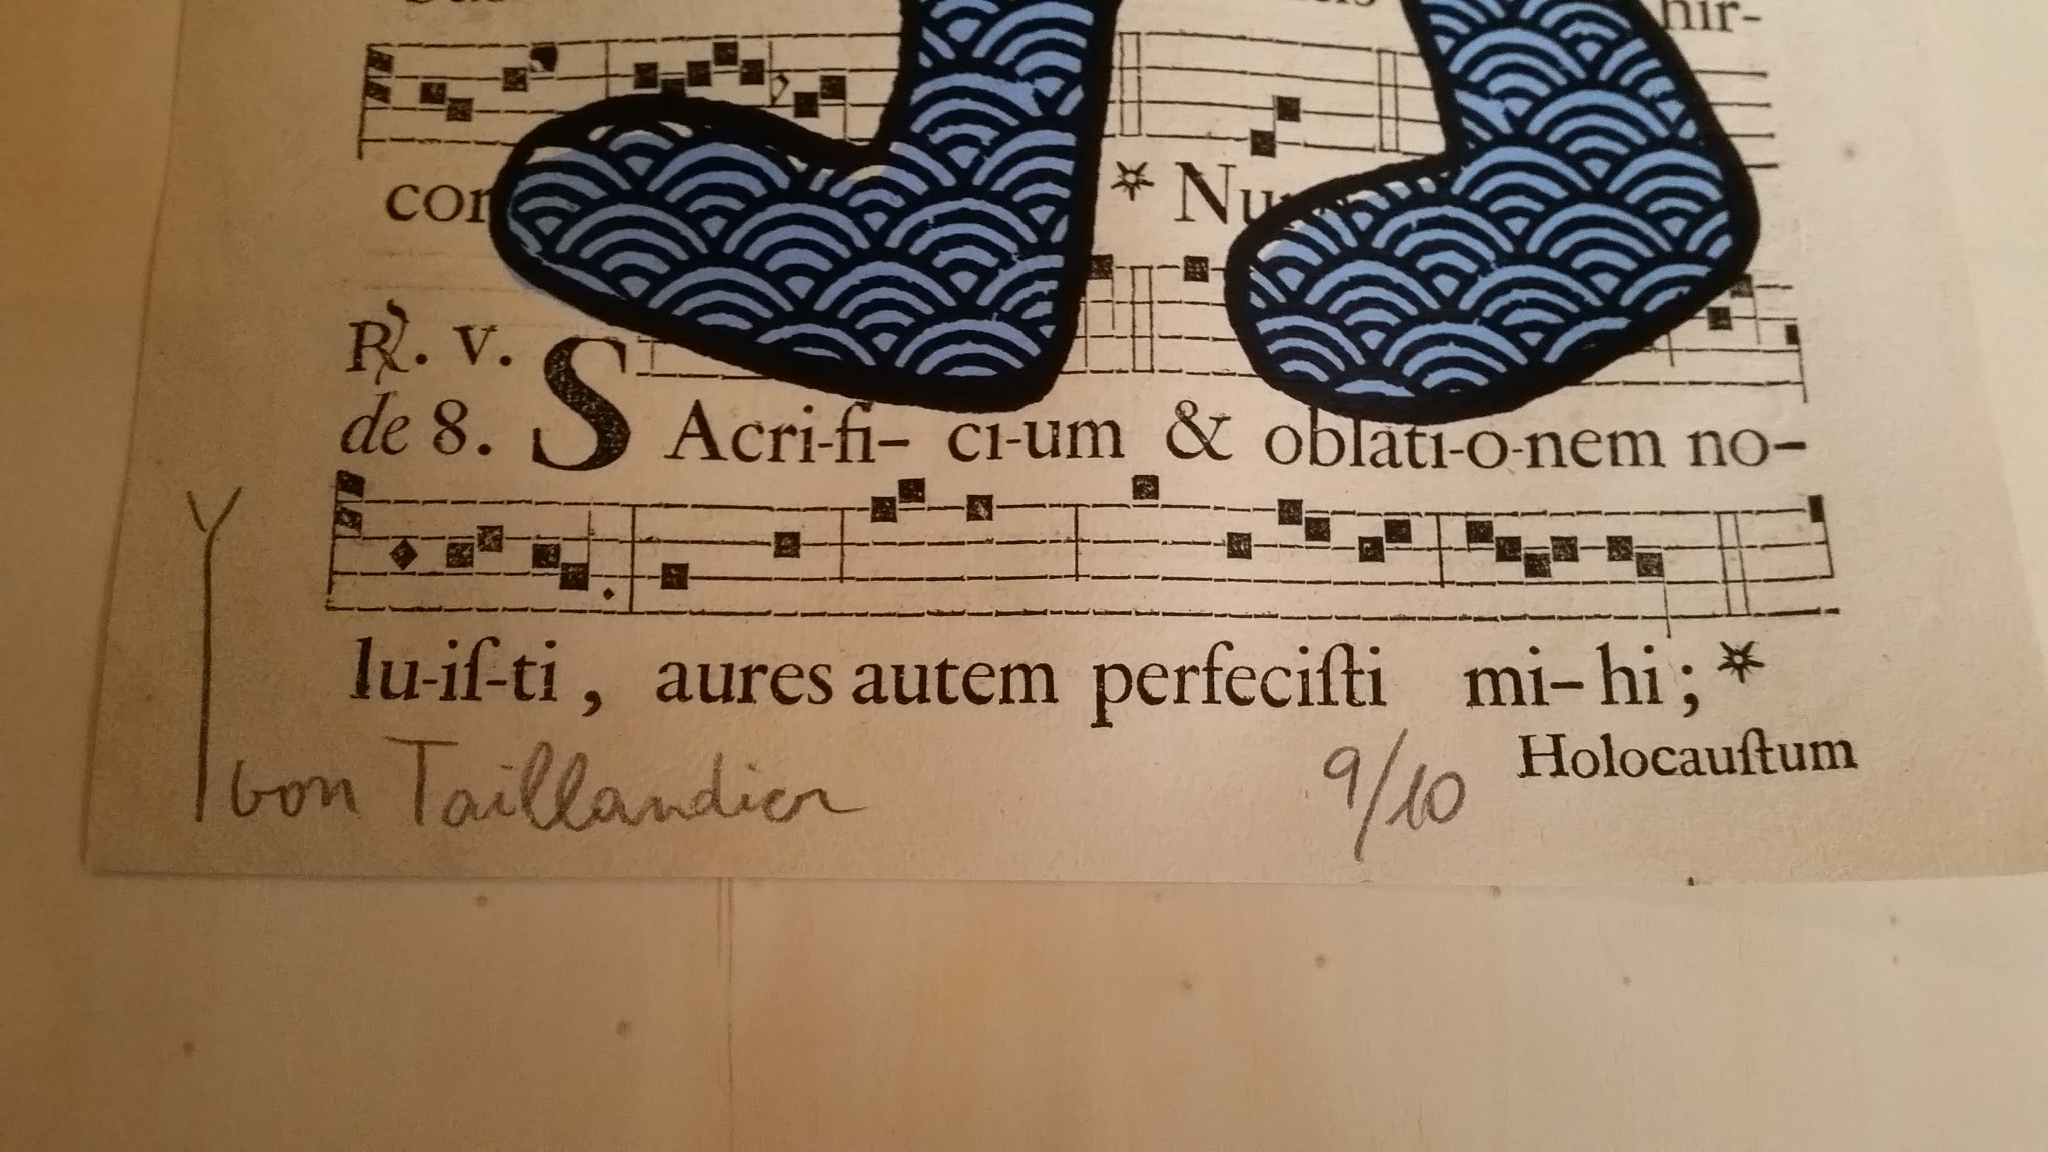 hir-
cor
* Nu
℟. v.
de 8. SAcri-fi- ci-um & oblati-o-nem no-
lu-iſ-ti, aures autem perfeciſti mi-hi; *
Holocauſtum
Yvon Taillandier 9/10